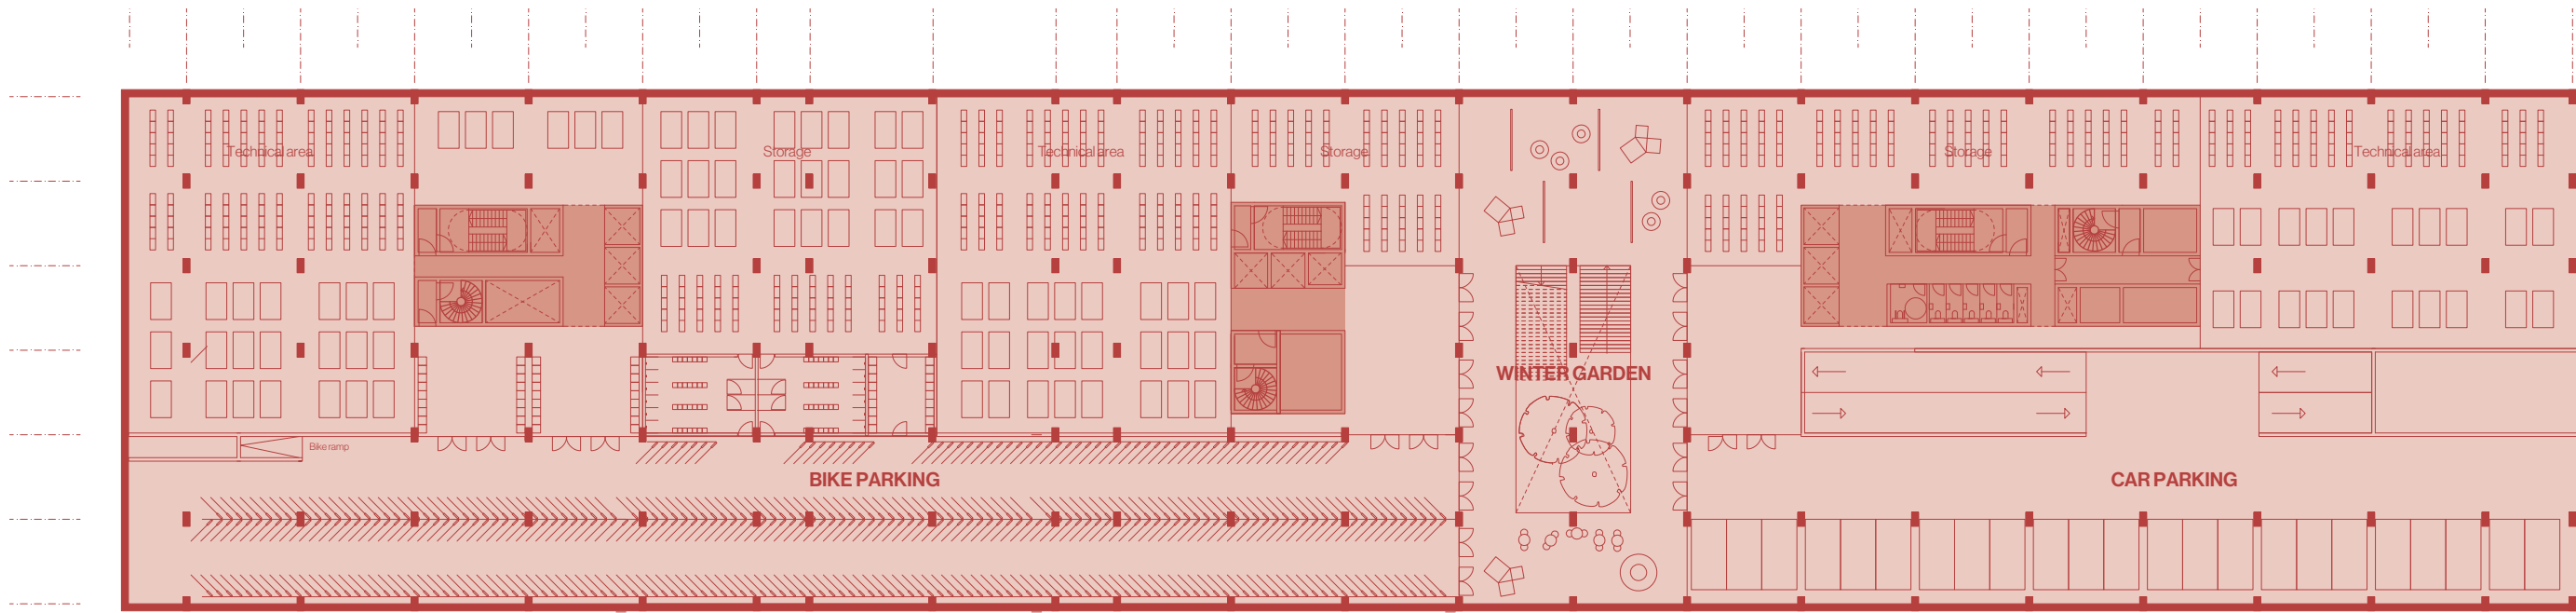 Technical area
Storage
Technical area
Storage
Storage
Technical area
WINTER GARDEN
Bike ramp
BIKE PARKING
CAR PARKING